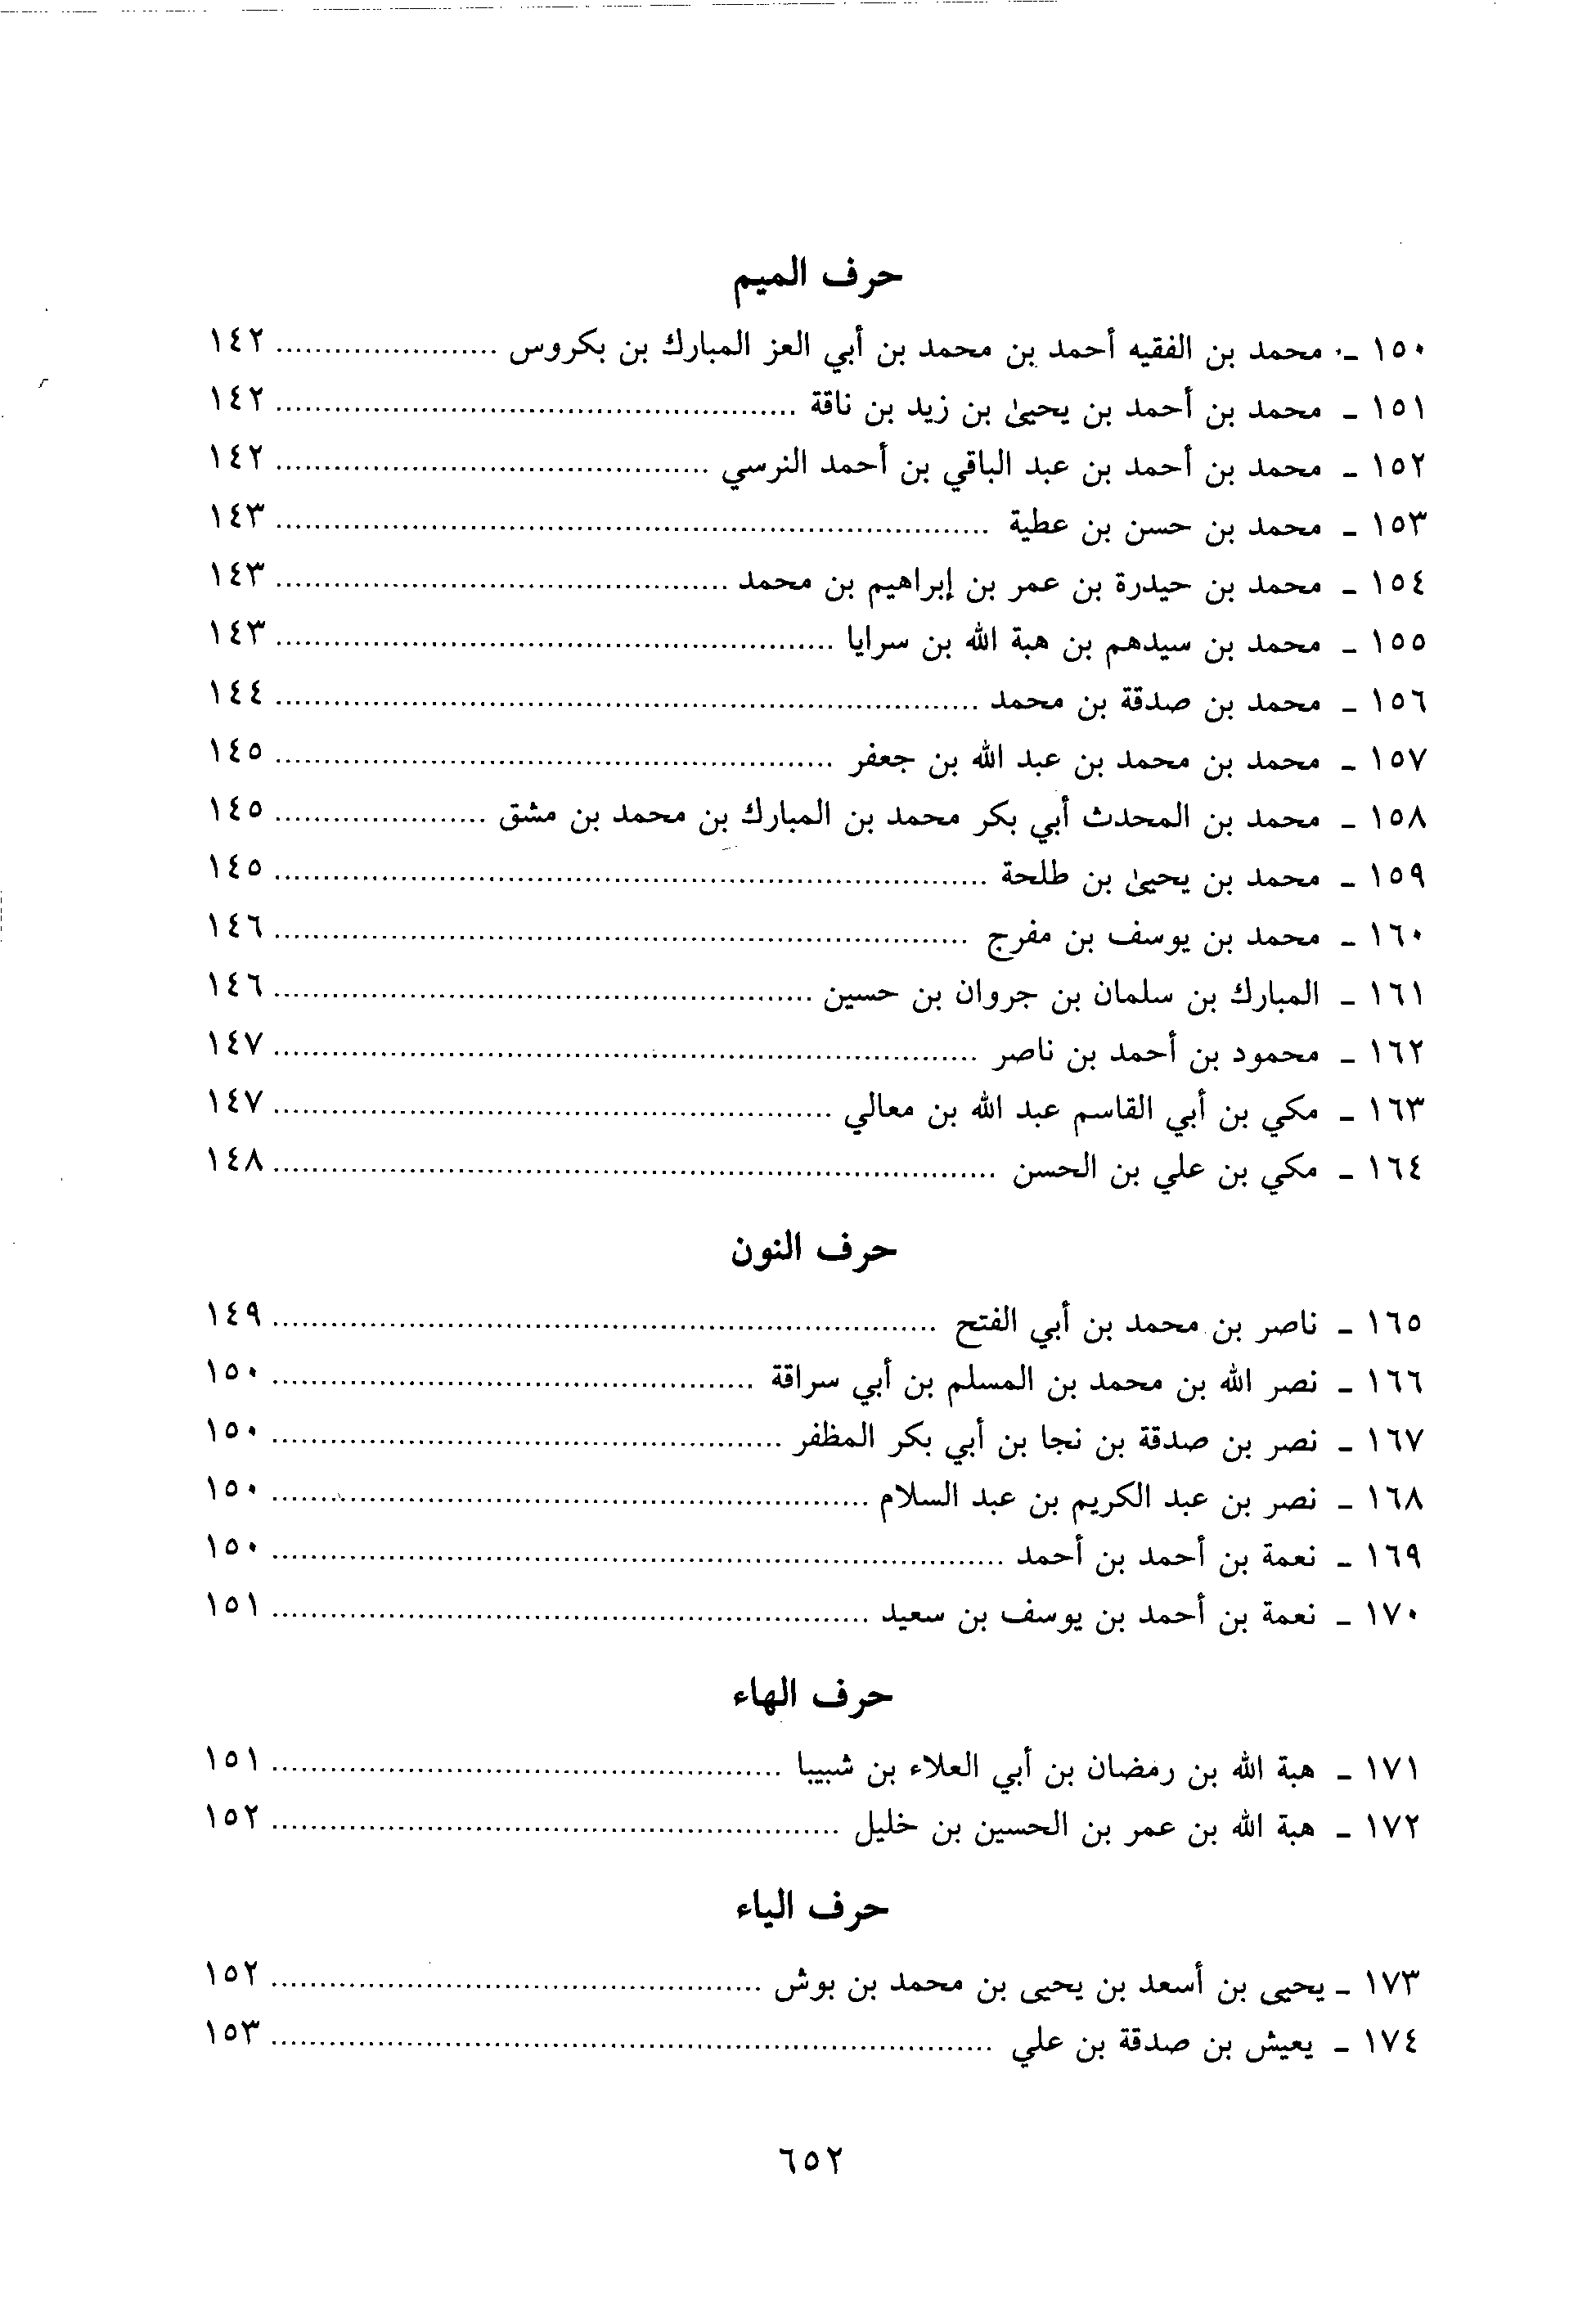 حرف الميم
١٥٠ - محمد بن الفقيه أحمد بن محمد بن أبي العز المبارك بن بكروس ....................... ١٤٢
١٥١ - محمد بن أحمد بن يحيىٰ بن زيد بن ناقة ....................... ١٤٢
١٥٢ - محمد بن أحمد بن عبد الباقي بن أحمد النرسي ....................... ١٤٢
١٥٣ - محمد بن حسن بن عطية ....................... ١٤٣
١٥٤ - محمد بن حيدرة بن عمر بن إبراهيم بن محمد ....................... ١٤٣
١٥٥ - محمد بن سيدهم بن هبة الله بن سرايا ....................... ١٤٣
١٥٦ - محمد بن صدقة بن محمد ....................... ١٤٤
١٥٧ - محمد بن محمد بن عبد الله بن جعفر ....................... ١٤٥
١٥٨ - محمد بن المحدث أبي بكر محمد بن المبارك بن محمد بن مشق ....................... ١٤٥
١٥٩ - محمد بن يحيىٰ بن طلحة ....................... ١٤٥
١٦٠ - محمد بن يوسف بن مفرج ....................... ١٤٦
١٦١ - المبارك بن سلمان بن جروان بن حسين ....................... ١٤٦
١٦٢ - محمود بن أحمد بن ناصر ....................... ١٤٧
١٦٣ - مكي بن أبي القاسم عبد الله بن معالي ....................... ١٤٧
١٦٤ - مكي بن علي بن الحسن ....................... ١٤٨
حرف النون
١٦٥ - ناصر بن محمد بن أبي الفتح ....................... ١٤٩
١٦٦ - نصر الله بن محمد بن المسلم بن أبي سراقة ....................... ١٥٠
١٦٧ - نصر بن صدقة بن نجا بن أبي بكر المظفر ....................... ١٥٠
١٦٨ - نصر بن عبد الكريم بن عبد السلام ....................... ١٥٠
١٦٩ - نعمة بن أحمد بن أحمد ....................... ١٥٠
١٧٠ - نعمة بن أحمد بن يوسف بن سعيد ....................... ١٥١
حرف الهاء
١٧١ - هبة الله بن رمضان بن أبي العلاء بن شبيبا ....................... ١٥١
١٧٢ - هبة الله بن عمر بن الحسين بن خليل ....................... ١٥٢
حرف الياء
١٧٣ - يحيى بن أسعد بن يحيى بن محمد بن بوش ....................... ١٥٢
١٧٤ - يعيش بن صدقة بن علي ....................... ١٥٣
٦٥٢